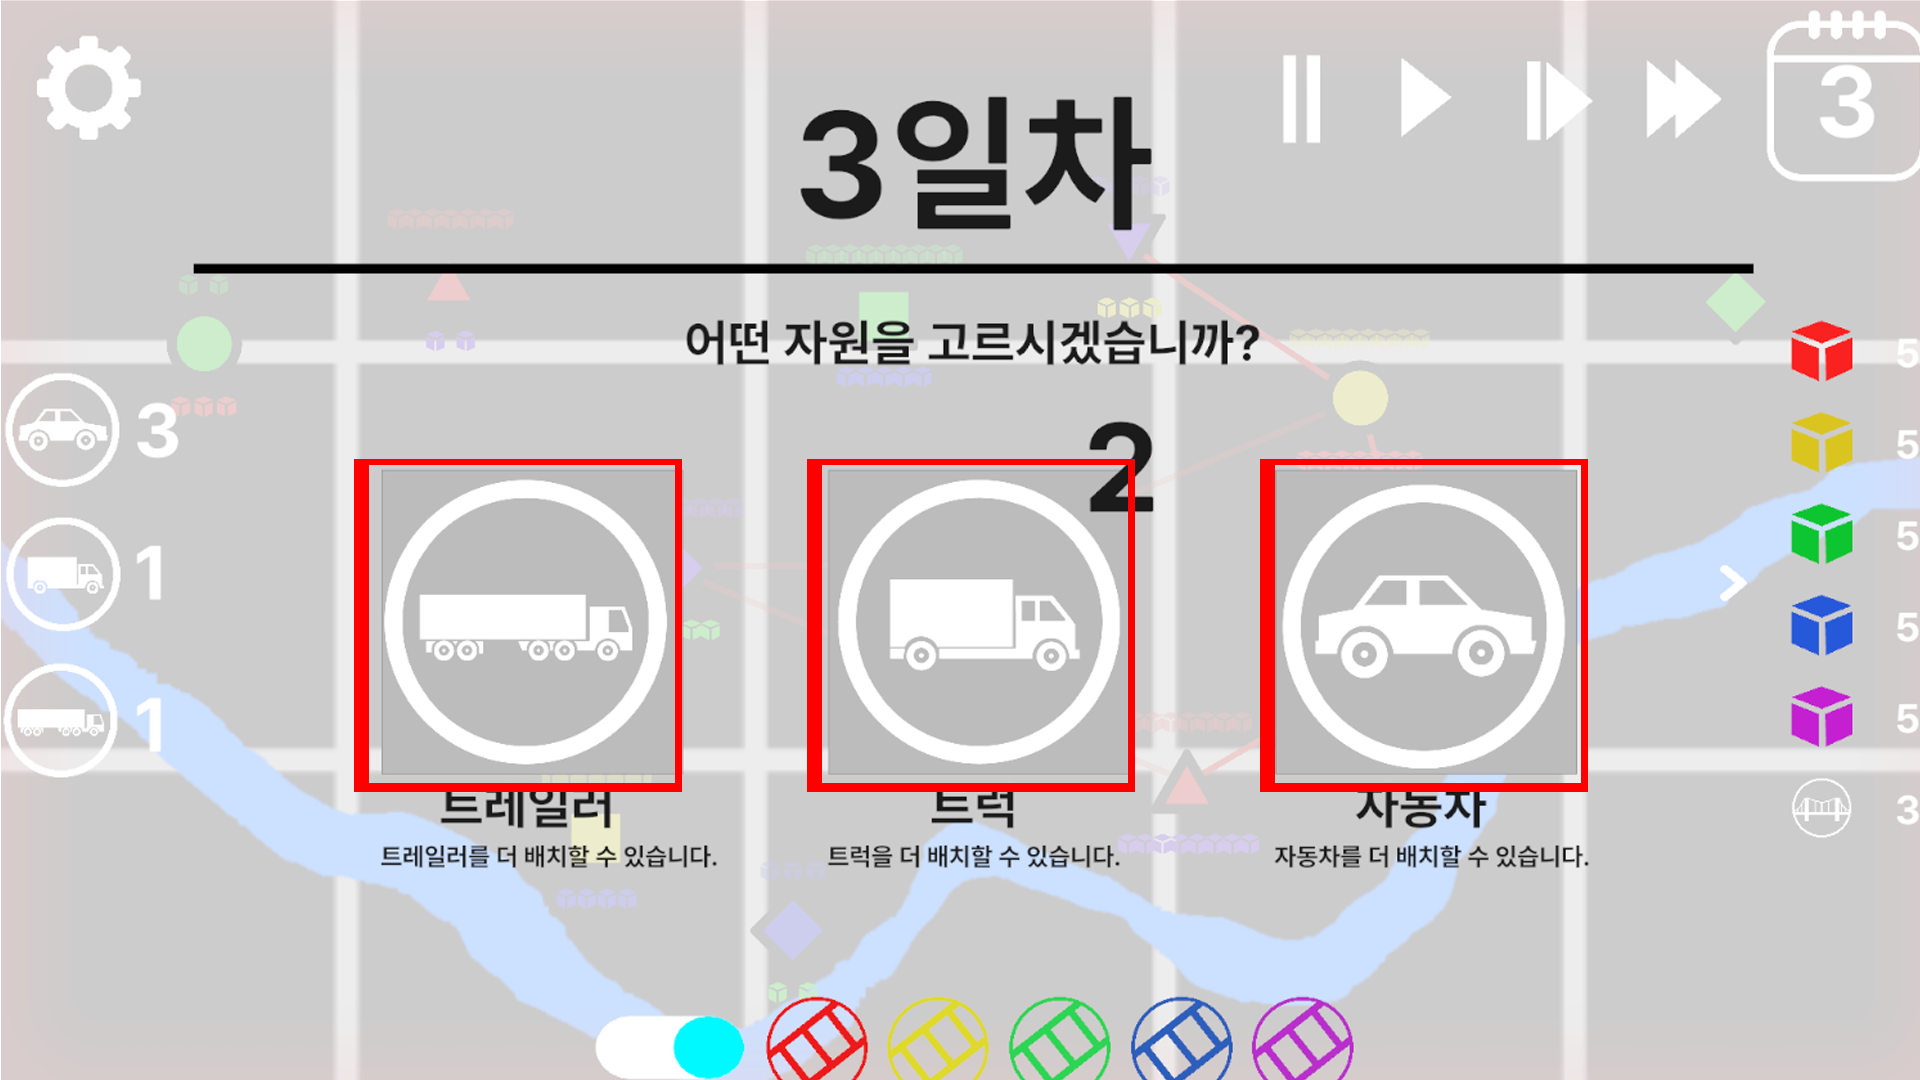 3일차
3
어떤 자원을 고르시겠습니까?
2
3
1
1
5
5
5
5
5
3
트레일러
트럭
자동차
트레일러를 더 배치할 수 있습니다.
트럭을 더 배치할 수 있습니다.
자동차를 더 배치할 수 있습니다.